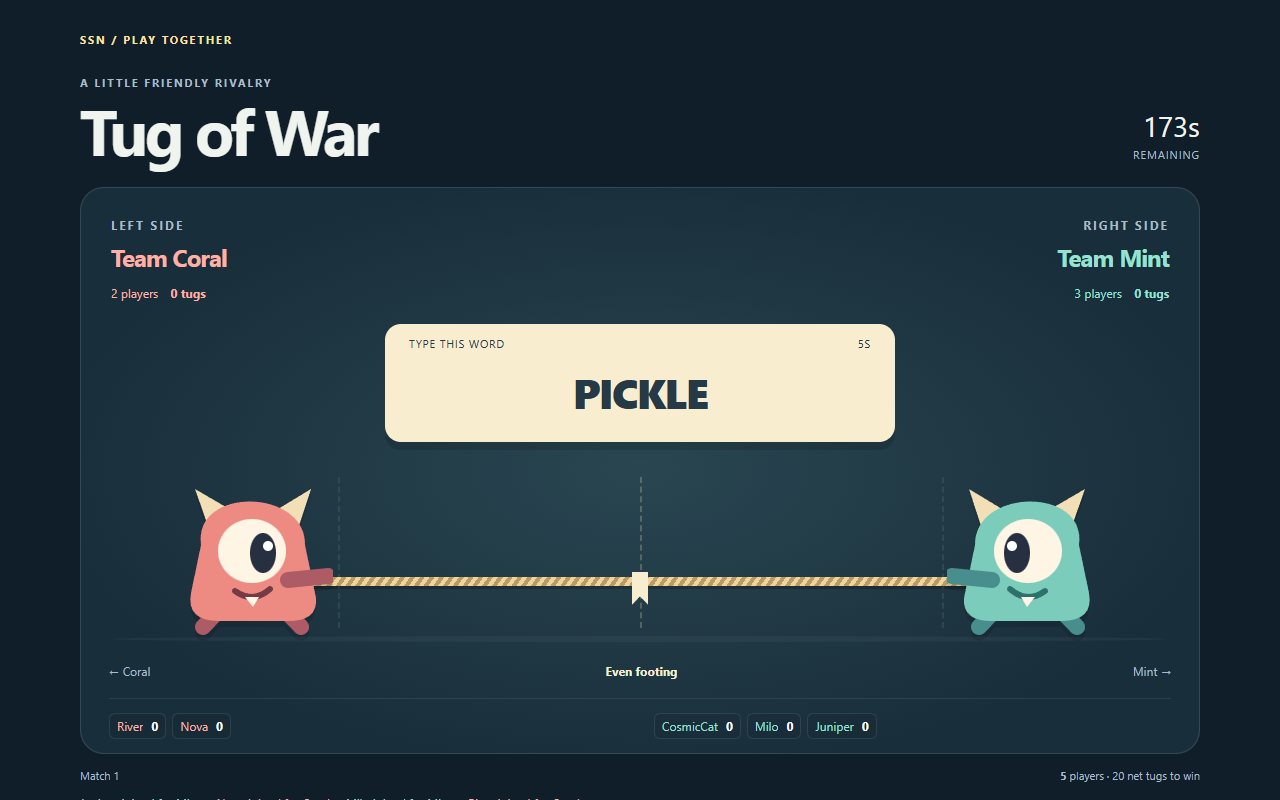 SSN / PLAY TOGETHER
A LITTLE FRIENDLY RIVALRY
Tug of War
173s
REMAINING
LEFT SIDE
RIGHT SIDE
Team Coral
Team Mint
2 players 0 tugs
3 players 0 tugs
TYPE THIS WORD 5S
PICKLE
← Coral
Even footing
Mint →
River 0 Nova 0
CosmicCat 0 Milo 0 Juniper 0
Match 1
5 players · 20 net tugs to win